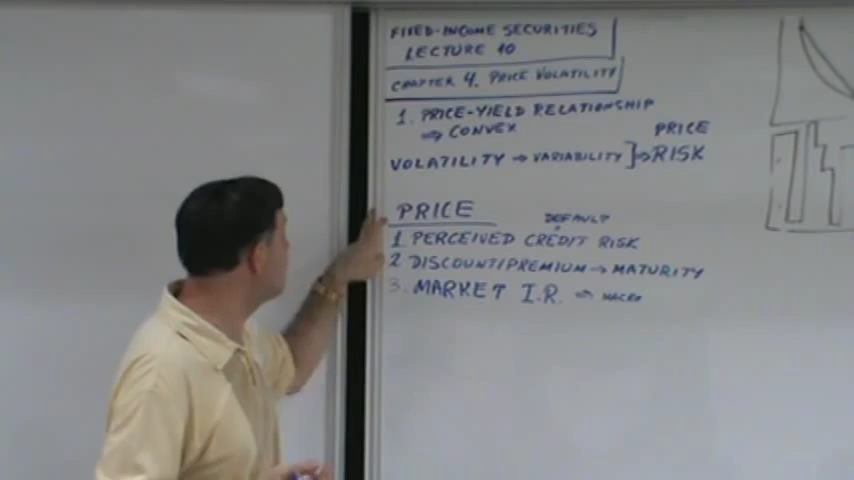 FIXED-INCOME SECURITIES
LECTURE 10
CHAPTER 4. PRICE VOLATILITY
1. PRICE-YIELD RELATIONSHIP
⇒ CONVEX
VOLATILITY → VARIABILITY } ⇒ PRICE RISK
PRICE
DEFAULT
1 PERCEIVED CREDIT RISK
2 DISCOUNT/PREMIUM → MATURITY
3. MARKET I.R. ⇒ MACRO